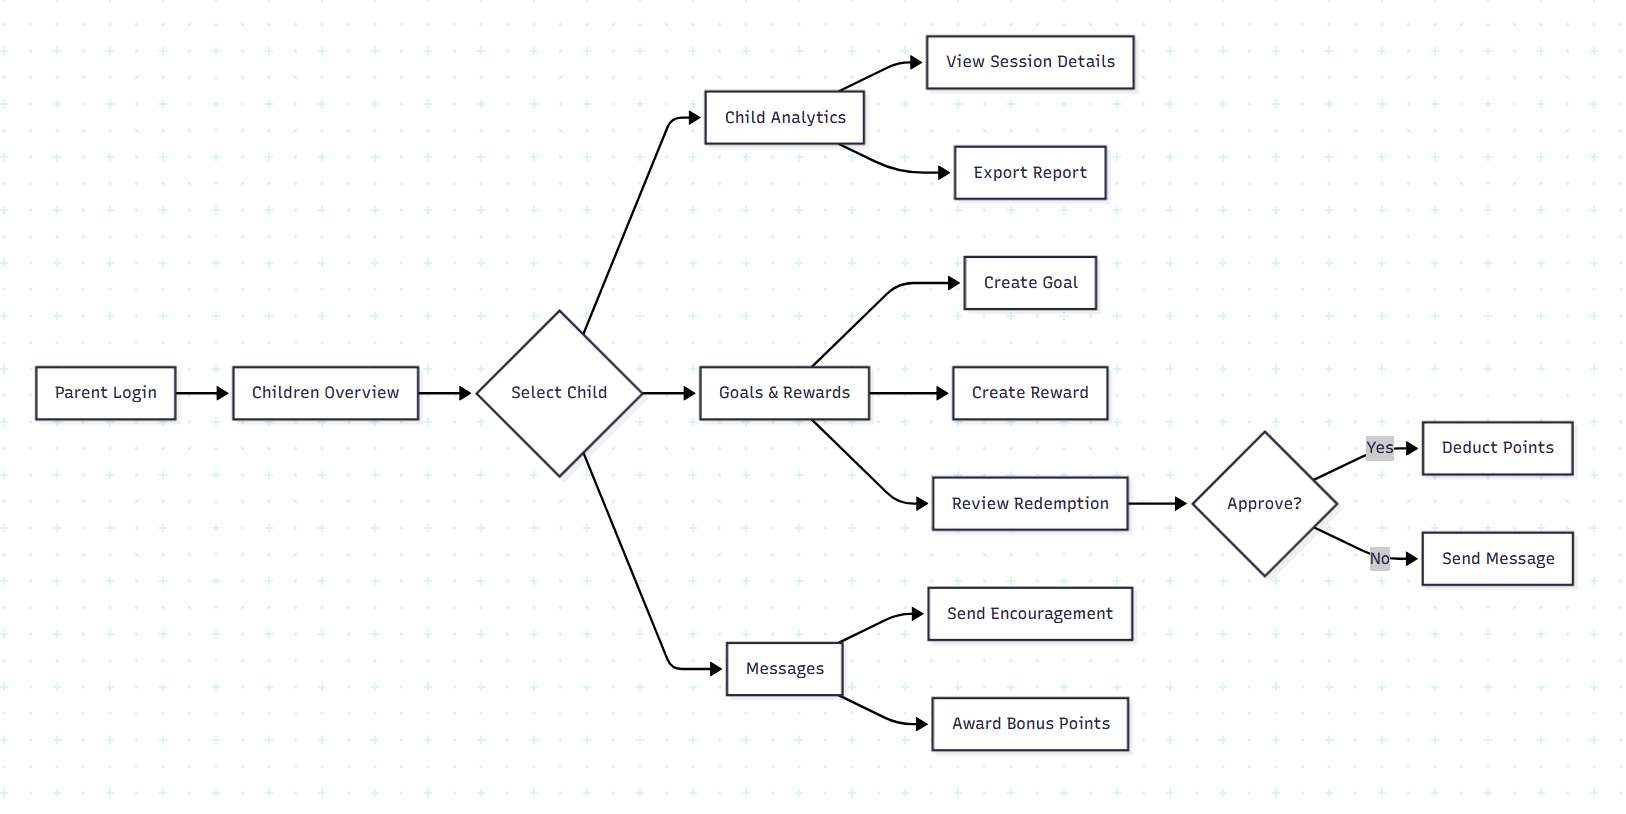 Parent Login
Children Overview
Select Child
Child Analytics
View Session Details
Export Report
Goals & Rewards
Create Goal
Create Reward
Review Redemption
Approve?
Yes
Deduct Points
No
Send Message
Messages
Send Encouragement
Award Bonus Points